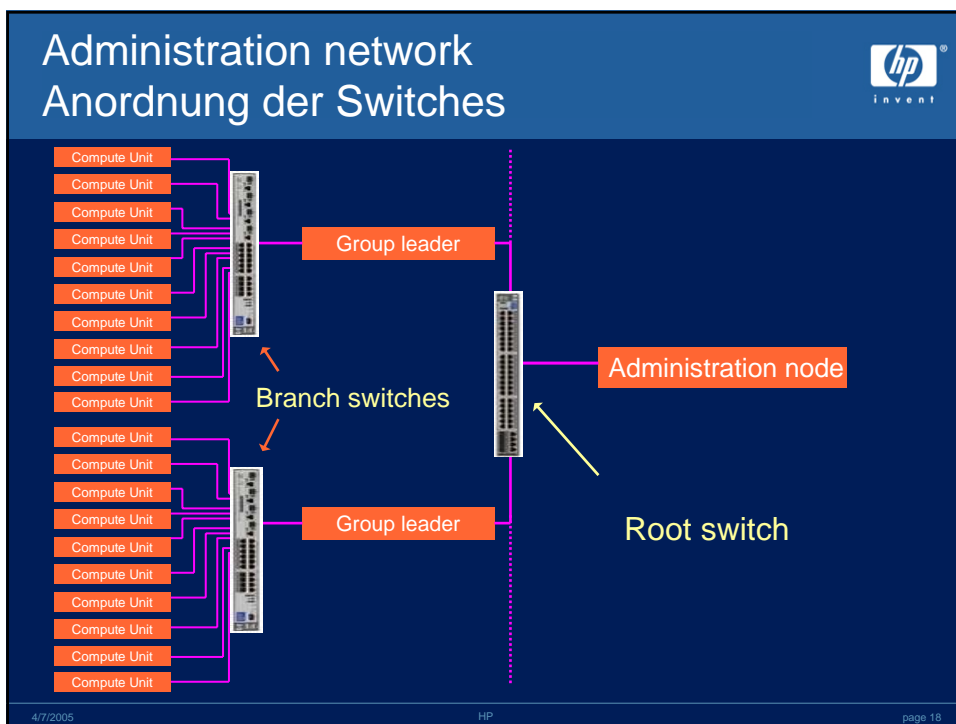 Administration network
Anordnung der Switches
hp
®
invent
Compute Unit
Compute Unit
Compute Unit
Compute Unit
Compute Unit
Compute Unit
Compute Unit
Compute Unit
Compute Unit
Compute Unit
Group leader
Branch switches
Administration node
Compute Unit
Compute Unit
Compute Unit
Compute Unit
Compute Unit
Compute Unit
Compute Unit
Compute Unit
Compute Unit
Compute Unit
Group leader
Root switch
4/7/2005
HP
page 18